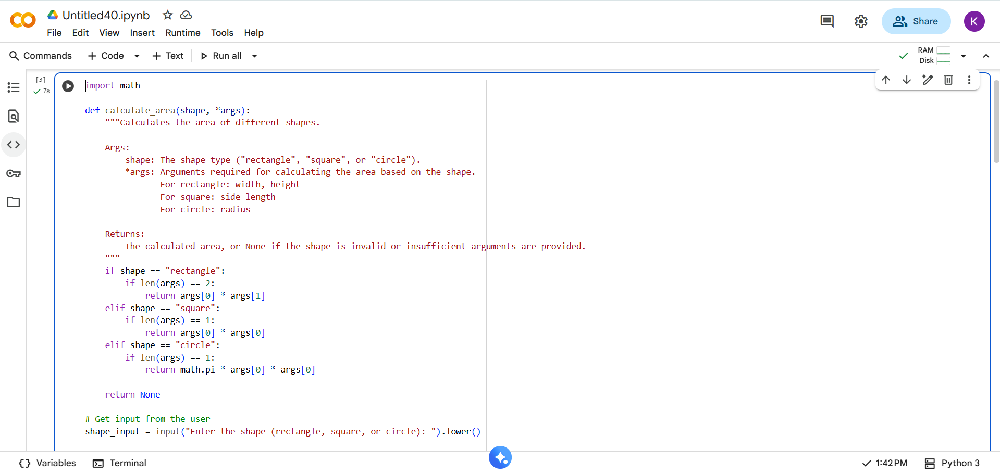 Untitled40.ipynb
File Edit View Insert Runtime Tools Help
Share
K
Commands + Code + Text Run all
RAM
Disk
[3]
7s
import math
def calculate_area(shape, *args):
"""Calculates the area of different shapes.
Args:
shape: The shape type ("rectangle", "square", or "circle").
*args: Arguments required for calculating the area based on the shape.
For rectangle: width, height
For square: side length
For circle: radius
Returns:
The calculated area, or None if the shape is invalid or insufficient arguments are provided.
"""
if shape == "rectangle":
if len(args) == 2:
return args[0] * args[1]
elif shape == "square":
if len(args) == 1:
return args[0] * args[0]
elif shape == "circle":
if len(args) == 1:
return math.pi * args[0] * args[0]
return None
# Get input from the user
shape_input = input("Enter the shape (rectangle, square, or circle): ").lower()
{} Variables Terminal
1:42 PM Python 3